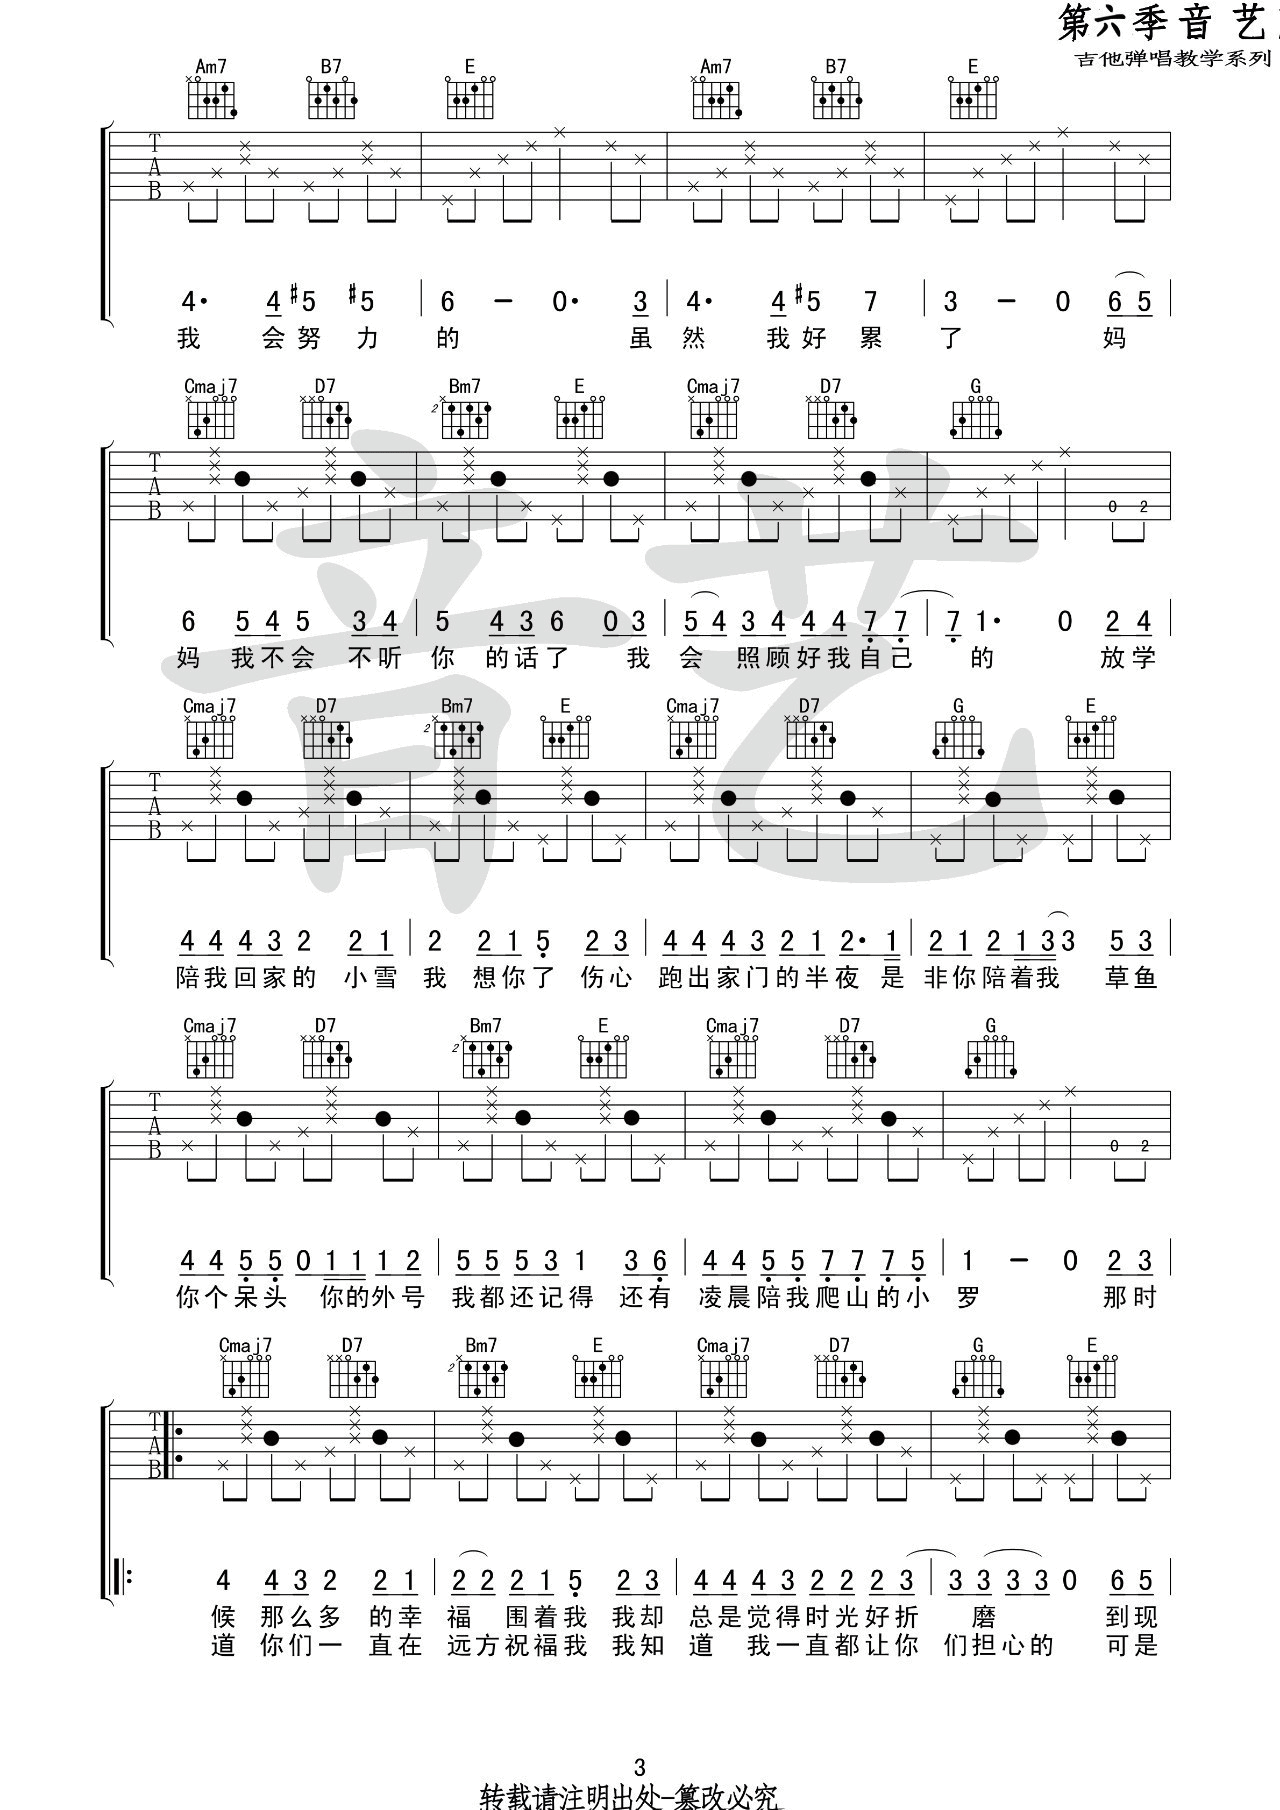 第六季音 艺
吉他弹唱教学系列
Am7 B7 E Am7 B7 E
T
A
B
4· 4 #5 #5 6 - 0· 3 4· 4 #5 7 3 - 0 6 5
我 会 努 力 的 虽 然 我 好 累 了 妈
Cmaj7 D7 Bm7 E Cmaj7 D7 G
2
T
A 0 2
B
6 5 4 5 3 4 5 4 3 6 0 3 5 4 3 4 4 4 7 7 7 1· 0 2 4
妈 我 不 会 不 听 你 的 话 了 我 会 照 顾 好 我 自 己 的 放 学
Cmaj7 D7 Bm7 E Cmaj7 D7 G E
2
T
A
B
4 4 4 3 2 2 1 2 2 1 5 2 3 4 4 4 3 2 1 2· 1 2 1 2 1 3 3 5 3
陪 我 回 家 的 小 雪 我 想 你 了 伤 心 跑 出 家 门 的 半 夜 是 非 你 陪 着 我 草 鱼
Cmaj7 D7 Bm7 E Cmaj7 D7 G
2
T
A 0 2
B
4 4 5 5 0 1 1 1 2 5 5 5 3 1 3 6 4 4 5 5 7 7 7 5 1 - 0 2 3
你 个 呆 头 你 的 外 号 我 都 还 记 得 还 有 凌 晨 陪 我 爬 山 的 小 罗 那 时
Cmaj7 D7 Bm7 E Cmaj7 D7 G E
2
T
A
B
4 4 3 2 2 1 2 2 2 1 5 2 3 4 4 4 3 2 2 2 3 3 3 3 3 0 6 5
候 那 么 多 的 幸 福 围 着 我 我 却 总 是 觉 得 时 光 好 折 磨 到 现
道 你 们 一 直 在 远 方 祝 福 我 我 知 道 我 一 直 都 让 你 们 担 心 的 可 是
音艺
3
转载请注明出处-篡改必究